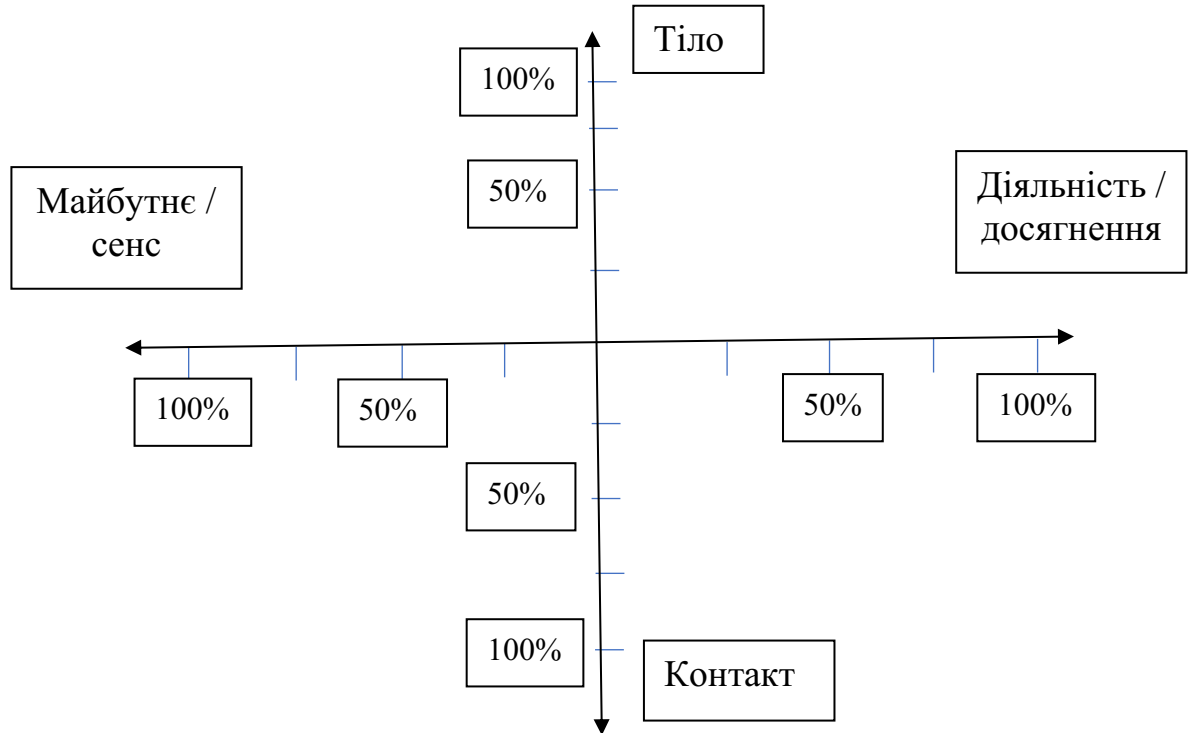 Тіло
100%
Майбутнє /
сенс
50%
Діяльність /
досягнення
100%
50%
50%
100%
50%
100%
Контакт